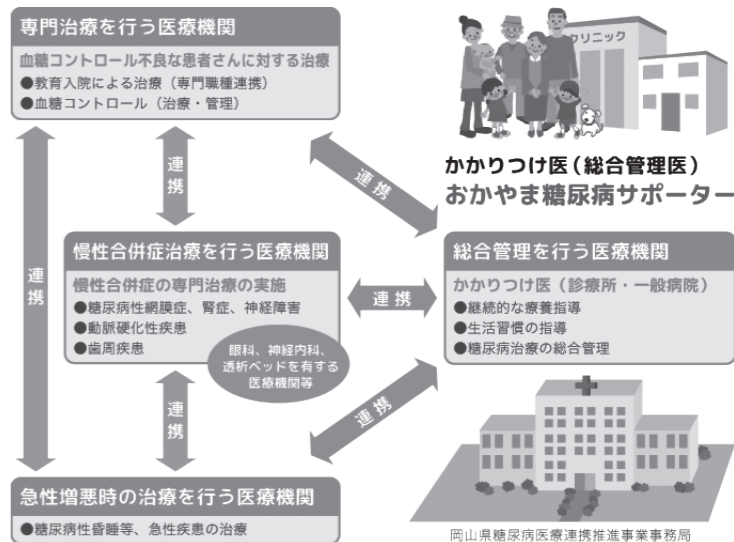 専門治療を行う医療機関
血糖コントロール不良な患者さんに対する治療
●教育入院による治療（専門職種連携）
●血糖コントロール（治療・管理）
クリニック
かかりつけ医（総合管理医）
おかやま糖尿病サポーター
連携
連携
連携
慢性合併症治療を行う医療機関
慢性合併症の専門治療の実施
●糖尿病性網膜症、腎症、神経障害
●動脈硬化性疾患
●歯周疾患
眼科、神経内科、
透析ベッドを有する
医療機関等
連携
総合管理を行う医療機関
かかりつけ医（診療所・一般病院）
●継続的な療養指導
●生活習慣の指導
●糖尿病治療の総合管理
連携
連携
急性増悪時の治療を行う医療機関
●糖尿病性昏睡等、急性疾患の治療
岡山県糖尿病医療連携推進事業事務局